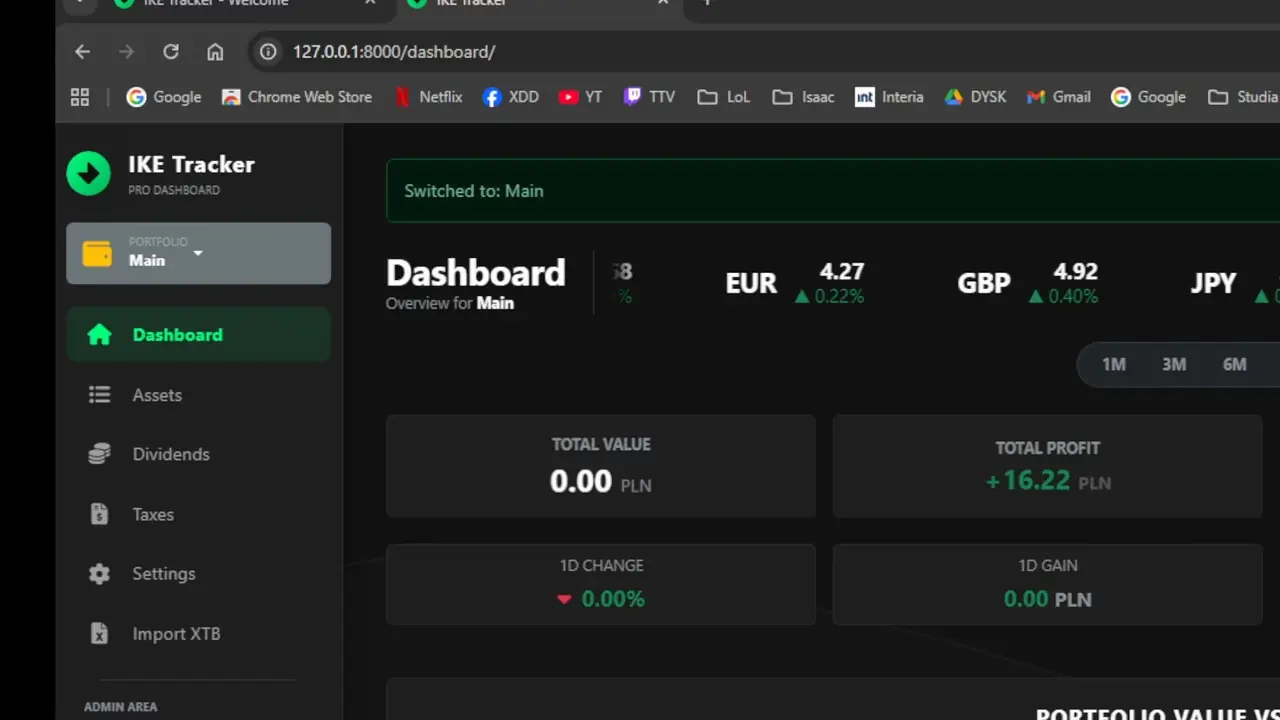 IKE Tracker - Welcome
IKE Tracker
127.0.0.1:8000/dashboard/
Google
Chrome Web Store
Netflix
XDD
YT
TTV
LoL
Isaac
int
Interia
DYSK
Gmail
Google
Studia
IKE Tracker
PRO DASHBOARD
PORTFOLIO
Main
Switched to: Main
Dashboard
Overview for Main
%
EUR
4.27
▲ 0.22%
GBP
4.92
▲ 0.40%
JPY
▲
1M 3M 6M
Dashboard
Assets
Dividends
Taxes
Settings
Import XTB
ADMIN AREA
TOTAL VALUE
0.00 PLN
TOTAL PROFIT
+16.22 PLN
1D CHANGE
0.00%
1D GAIN
0.00 PLN
PORTFOLIO VALUE VS